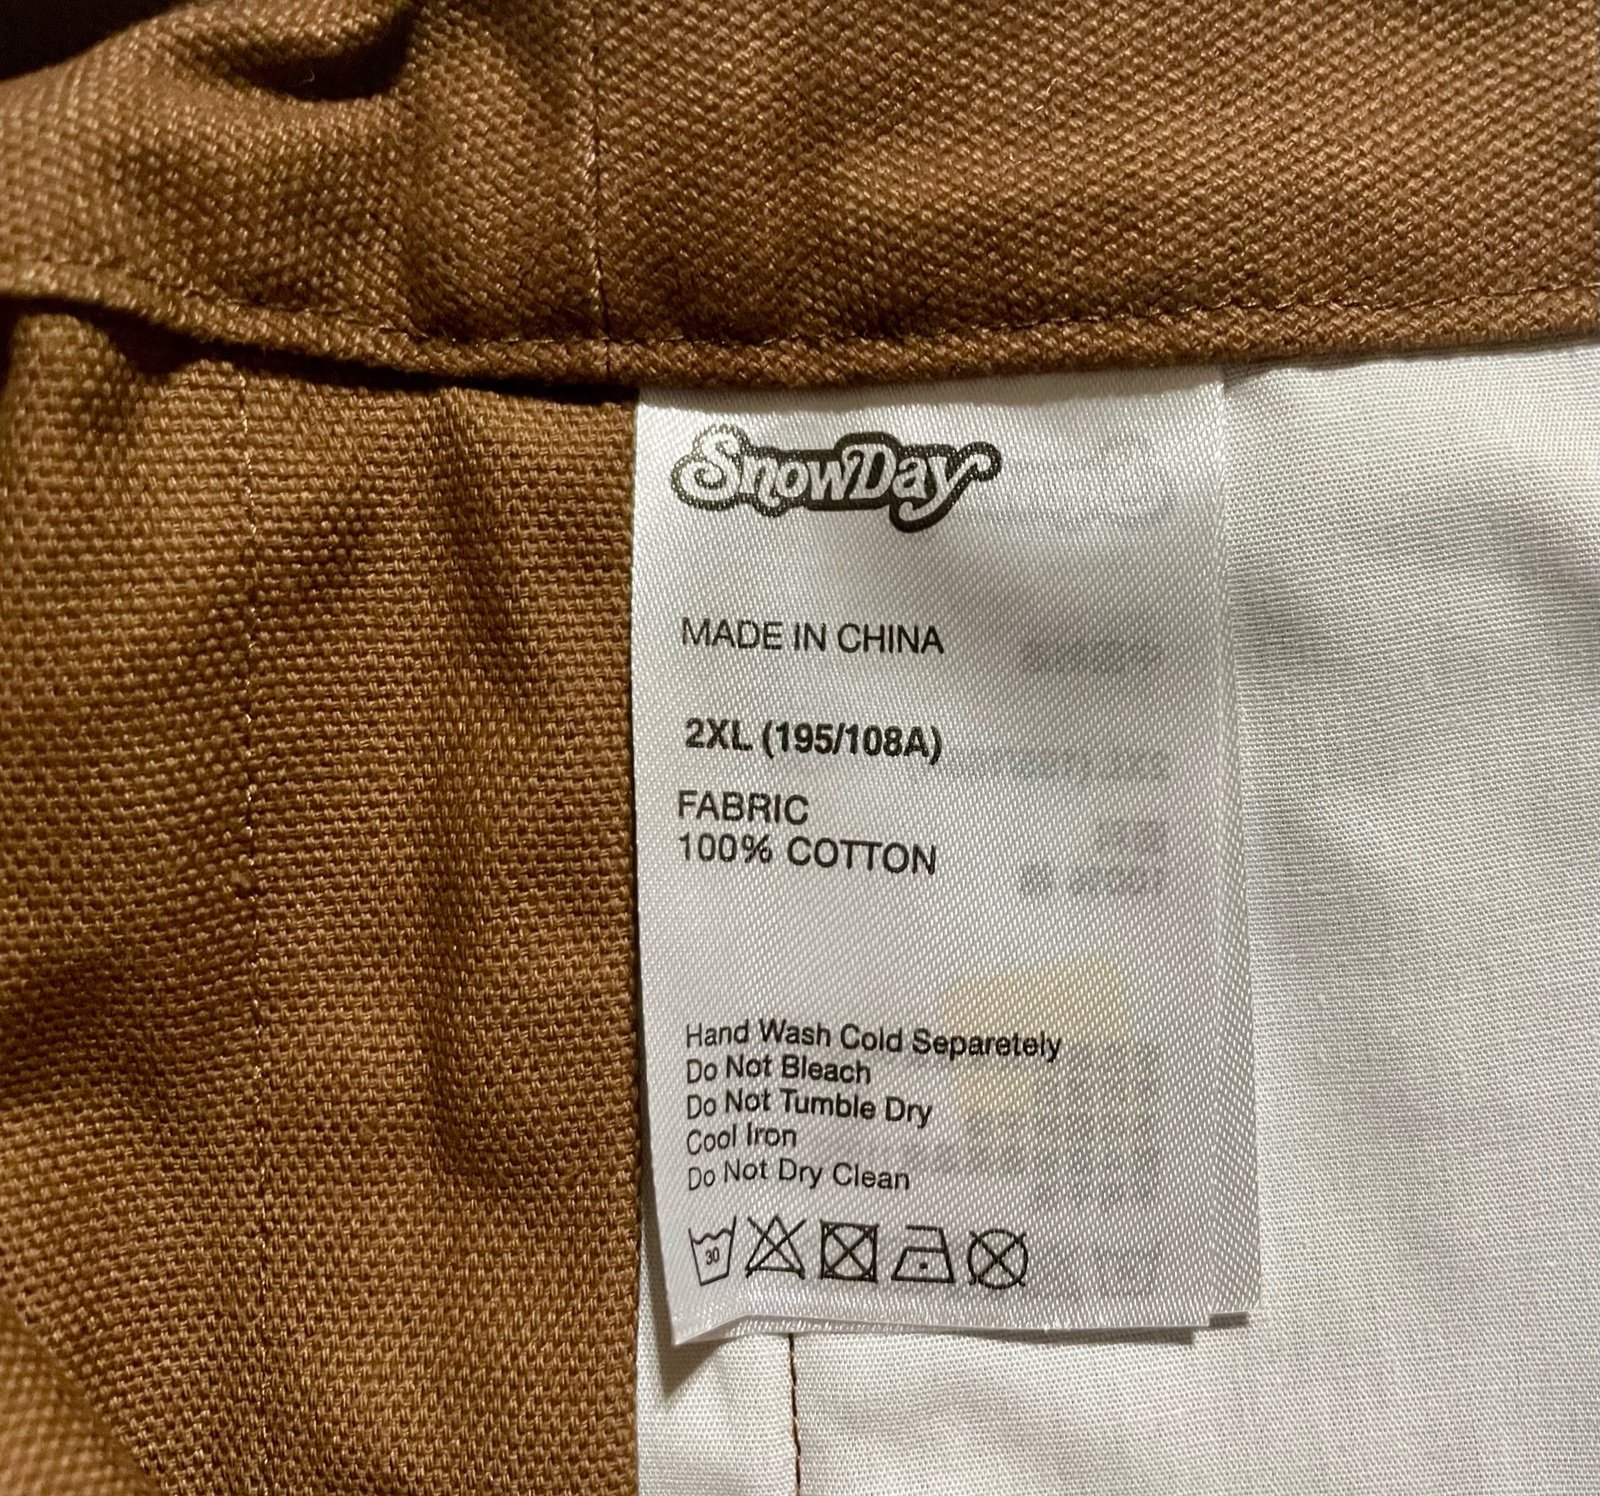 SnowDay
MADE IN CHINA
2XL (195/108A)
FABRIC
100% COTTON
Hand Wash Cold Separetely
Do Not Bleach
Do Not Tumble Dry
Cool Iron
Do Not Dry Clean
30